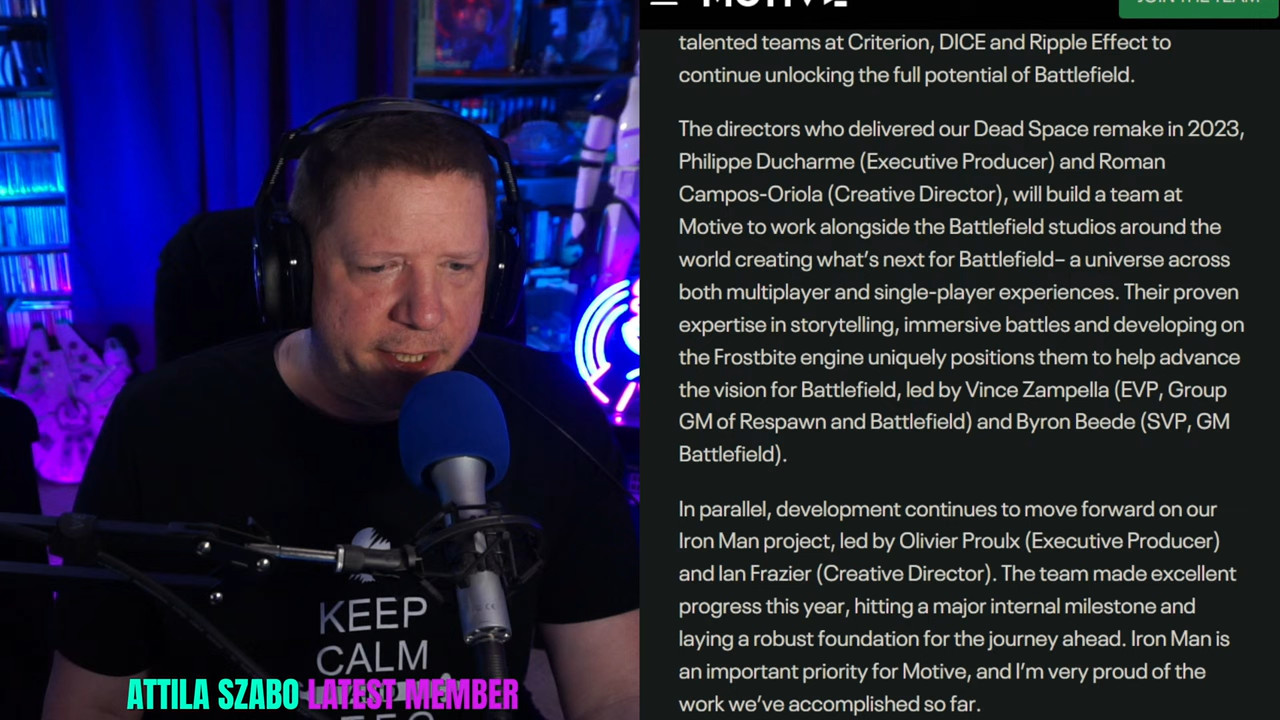 MOTIVE
JOIN THE TEAM
talented teams at Criterion, DICE and Ripple Effect to
continue unlocking the full potential of Battlefield.
The directors who delivered our Dead Space remake in 2023,
Philippe Ducharme (Executive Producer) and Roman
Campos-Oriola (Creative Director), will build a team at
Motive to work alongside the Battlefield studios around the
world creating what's next for Battlefield– a universe across
both multiplayer and single-player experiences. Their proven
expertise in storytelling, immersive battles and developing on
the Frostbite engine uniquely positions them to help advance
the vision for Battlefield, led by Vince Zampella (EVP, Group
GM of Respawn and Battlefield) and Byron Beede (SVP, GM
Battlefield).
In parallel, development continues to move forward on our
Iron Man project, led by Olivier Proulx (Executive Producer)
and Ian Frazier (Creative Director). The team made excellent
progress this year, hitting a major internal milestone and
laying a robust foundation for the journey ahead. Iron Man is
an important priority for Motive, and I'm very proud of the
work we've accomplished so far.
KEEP
CALM
ATTILA SZABO LATEST MEMBER